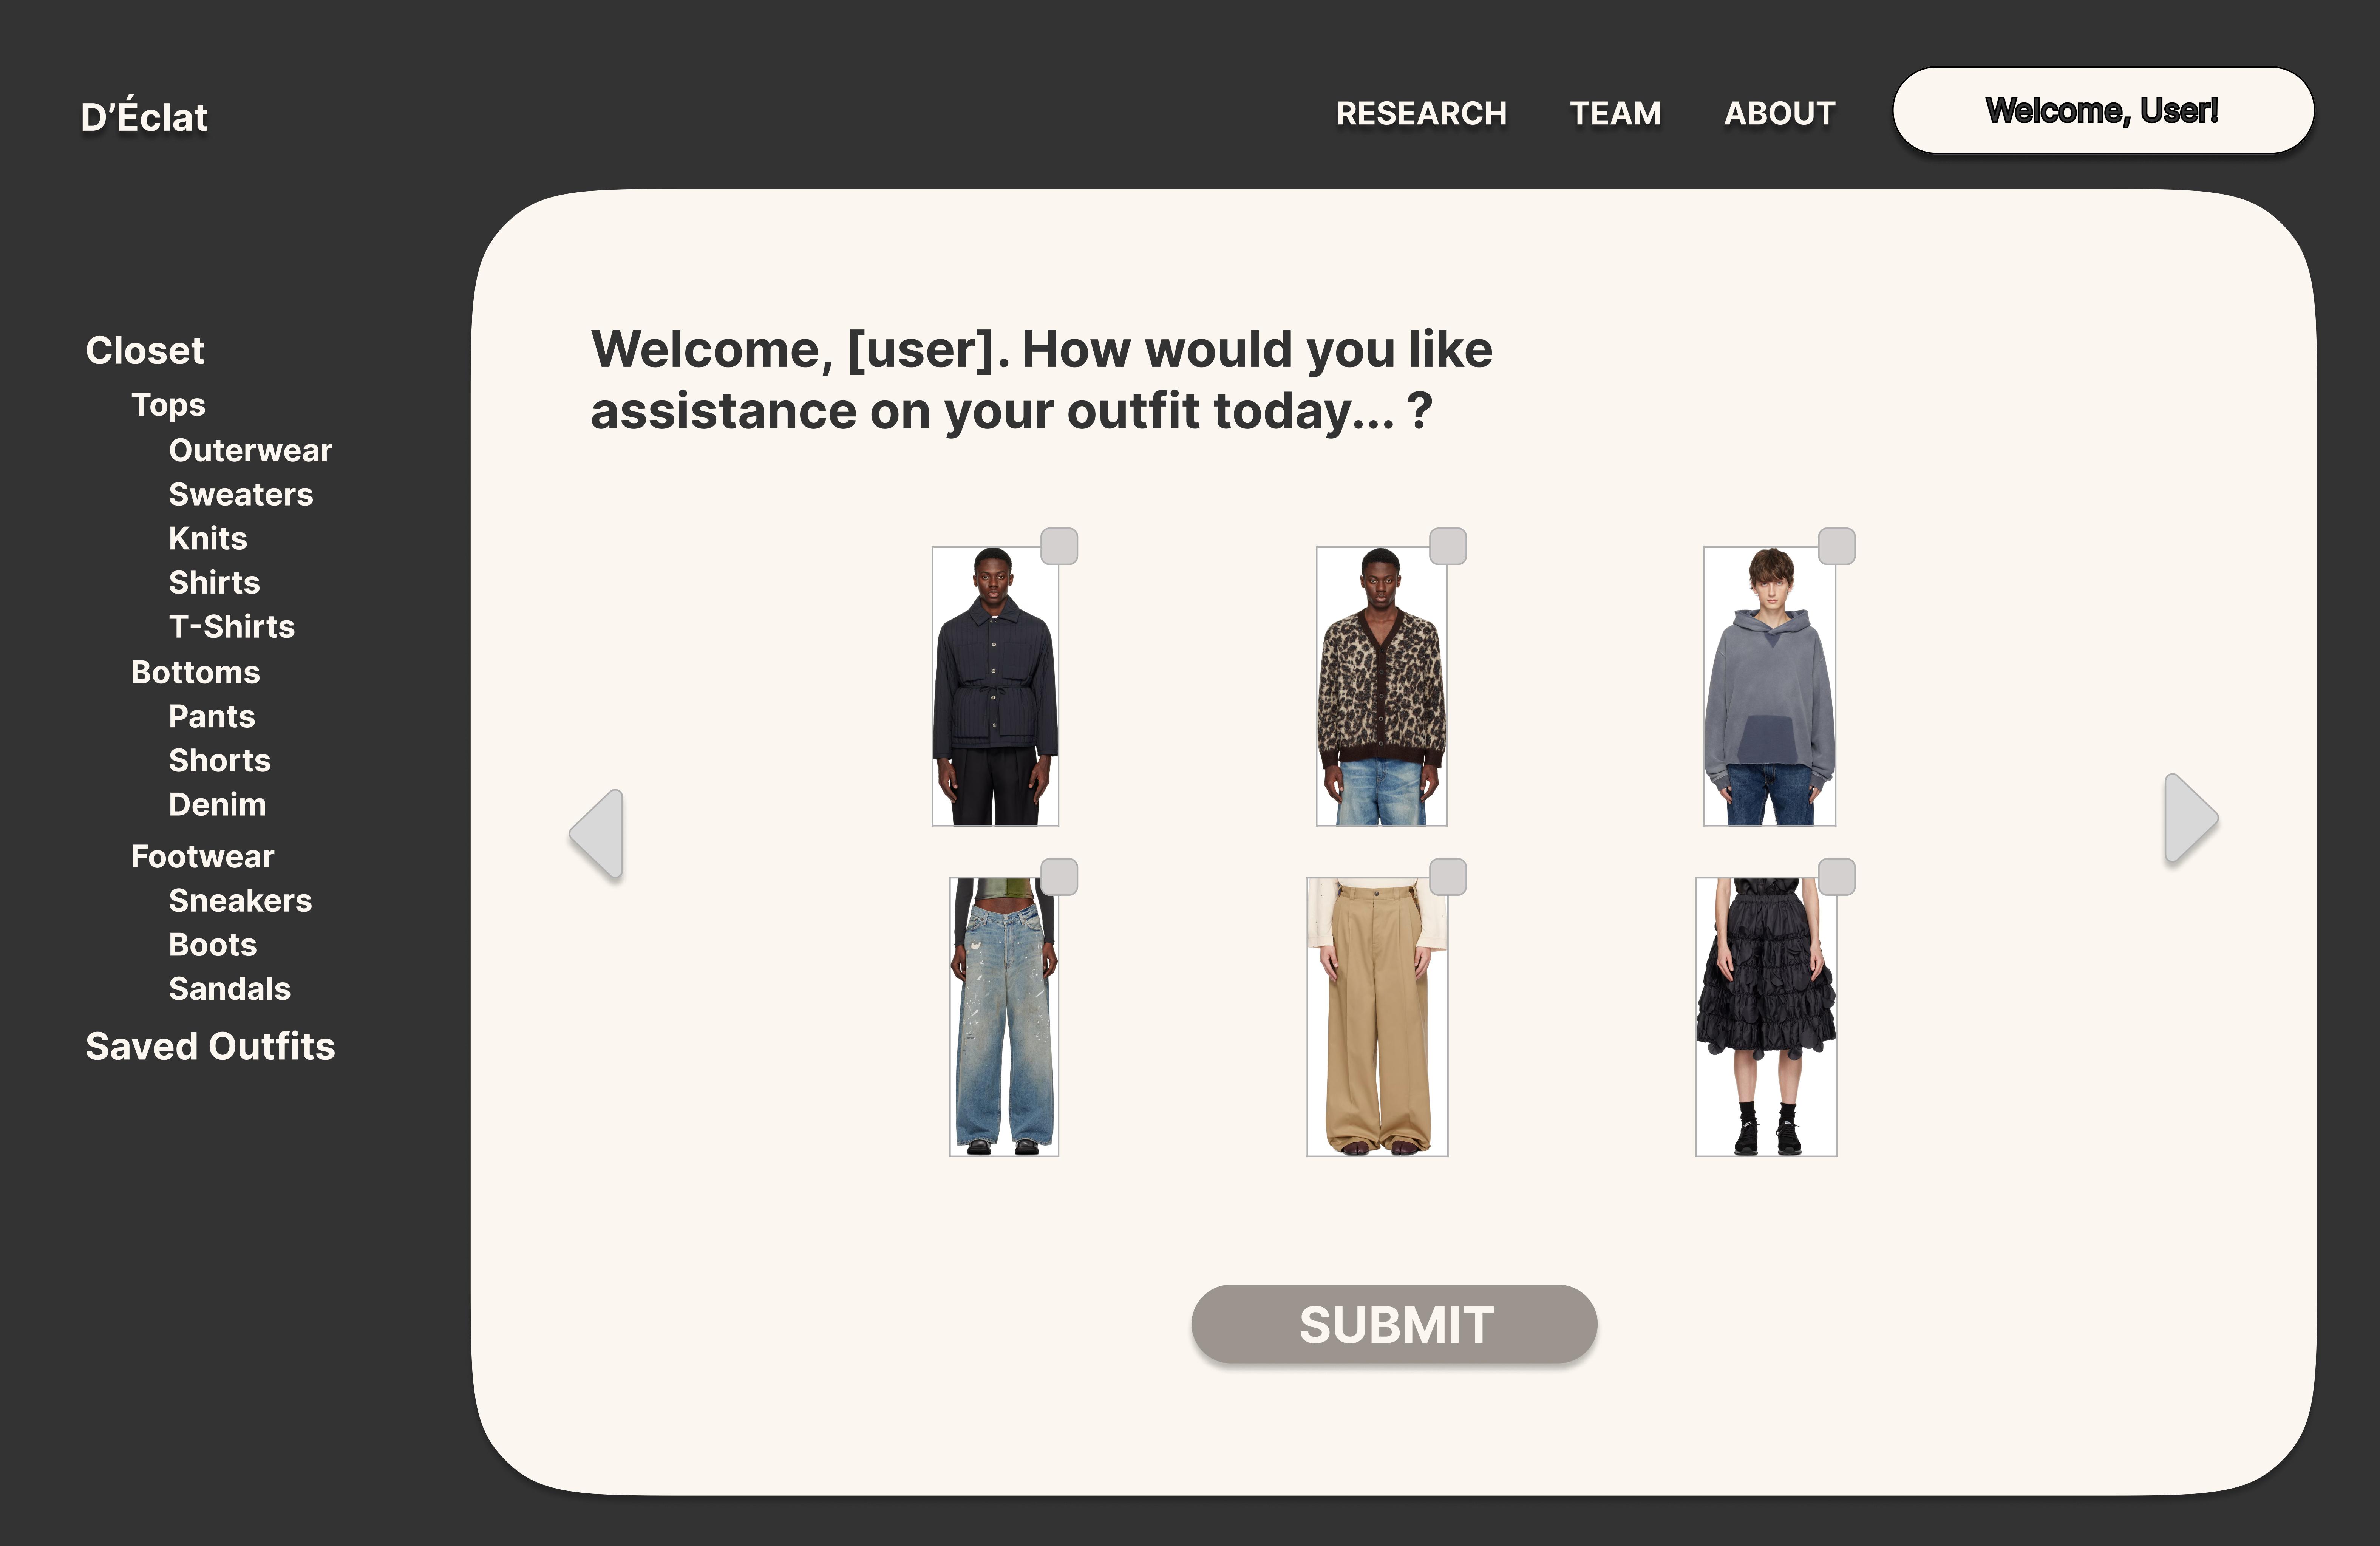 D'Éclat
RESEARCH
TEAM
ABOUT
Welcome, User!
Closet
Tops
Outerwear
Sweaters
Knits
Shirts
T-Shirts
Bottoms
Pants
Shorts
Denim
Footwear
Sneakers
Boots
Sandals
Saved Outfits
Welcome, [user]. How would you like
assistance on your outfit today... ?
SUBMIT